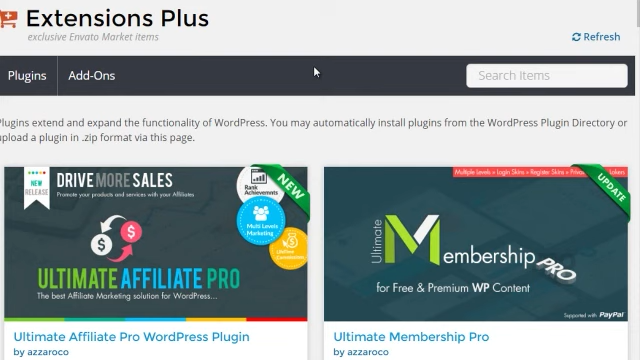 Extensions Plus
exclusive Envato Market items
Refresh
Plugins
Add-Ons
Search Items
Plugins extend and expand the functionality of WordPress. You may automatically install plugins from the WordPress Plugin Directory or
upload a plugin in .zip format via this page.
NEW
RELEASE
DRIVE MORE SALES
Promote your products and services with your Affiliates
Rank
Achievments
NEW
Multi Levels
Marketing
ULTIMATE AFFILIATE PRO
The best Affiliate Marketing solution for WordPress...
Multiple Levels + Login Skins + Register Skins +
UPDATE
Ultimate
Membership PRO
for Free & Premium WP Content
Supported with PayPal
Ultimate Affiliate Pro WordPress Plugin
by azzaroco
Ultimate Membership Pro
by azzaroco